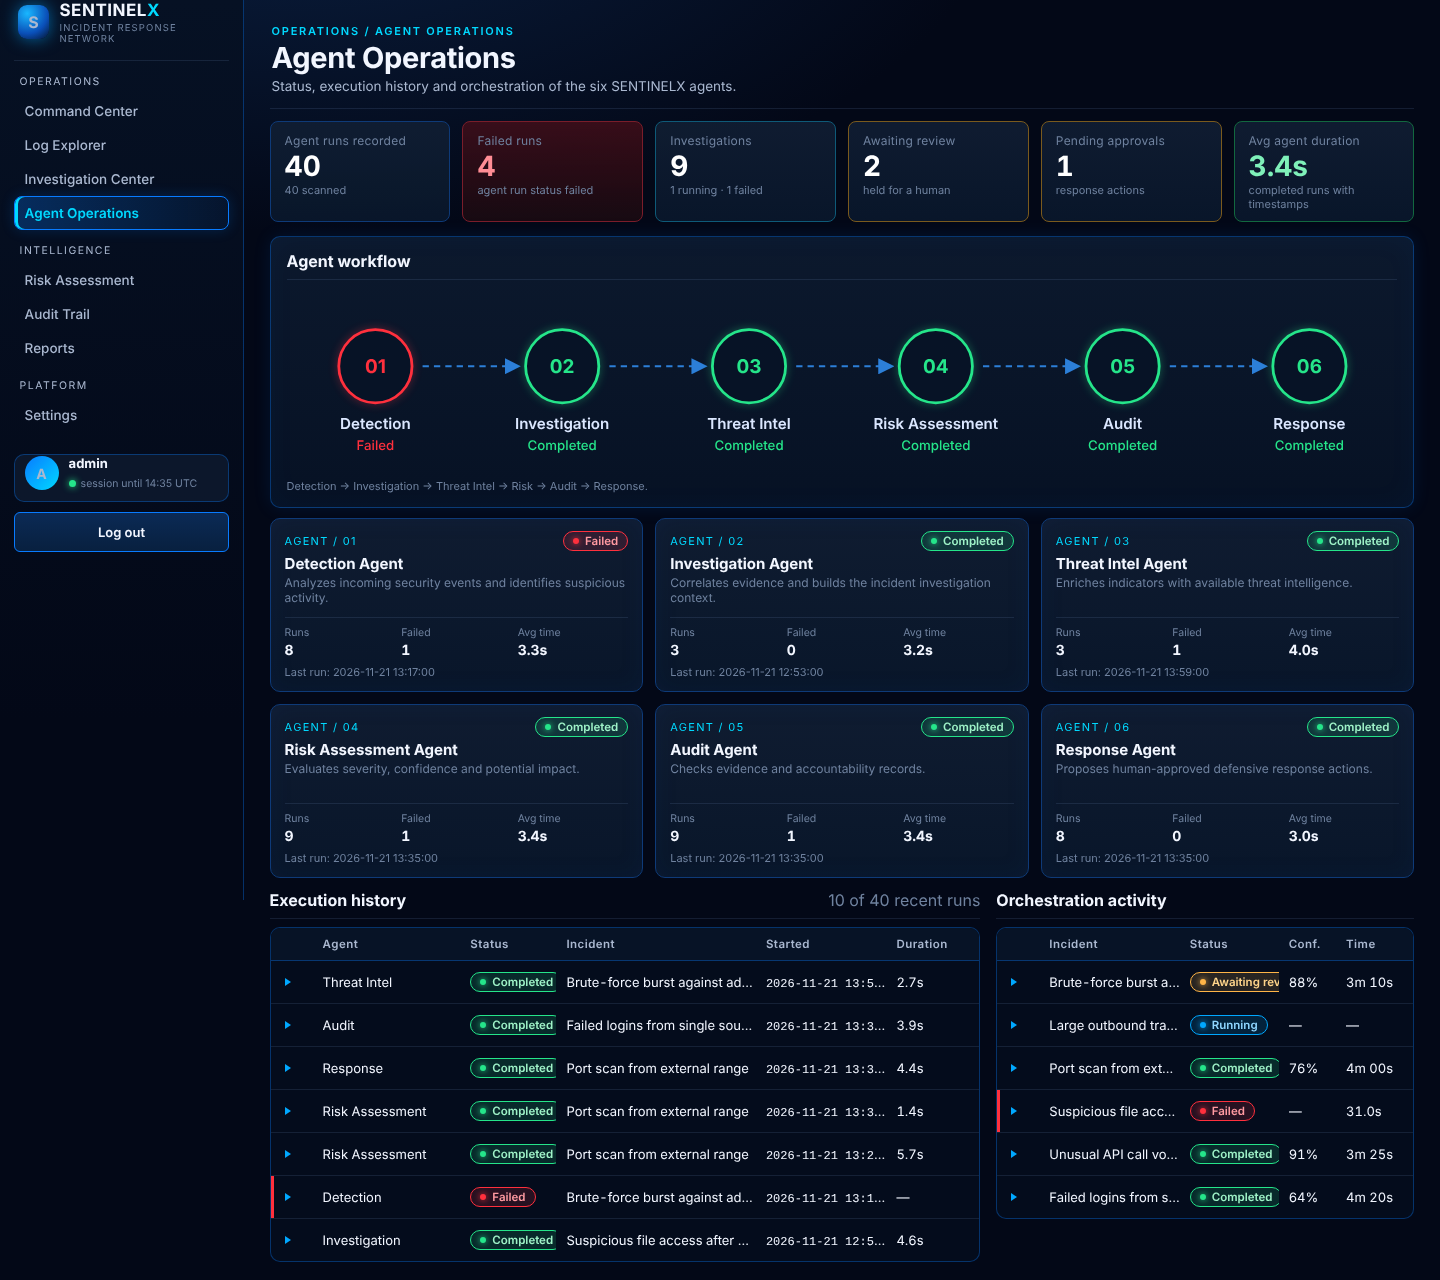 S
SENTINELX
INCIDENT RESPONSE
NETWORK
OPERATIONS
Command Center
Log Explorer
Investigation Center
Agent Operations
INTELLIGENCE
Risk Assessment
Audit Trail
Reports
PLATFORM
Settings
A
admin
session until 14:35 UTC
Log out
OPERATIONS / AGENT OPERATIONS
Agent Operations
Status, execution history and orchestration of the six SENTINELX agents.
Agent runs recorded
40
40 scanned
Failed runs
4
agent run status failed
Investigations
9
1 running · 1 failed
Awaiting review
2
held for a human
Pending approvals
1
response actions
Avg agent duration
3.4s
completed runs with
timestamps
Agent workflow
01 02 03 04 05 06
Detection Investigation Threat Intel Risk Assessment Audit Response
Failed Completed Completed Completed Completed Completed
Detection → Investigation → Threat Intel → Risk → Audit → Response.
AGENT / 01
Failed
Detection Agent
Analyzes incoming security events and identifies suspicious
activity.
Runs Failed Avg time
8 1 3.3s
Last run: 2026-11-21 13:17:00
AGENT / 02
Completed
Investigation Agent
Correlates evidence and builds the incident investigation
context.
Runs Failed Avg time
3 0 3.2s
Last run: 2026-11-21 12:53:00
AGENT / 03
Completed
Threat Intel Agent
Enriches indicators with available threat intelligence.
Runs Failed Avg time
3 1 4.0s
Last run: 2026-11-21 13:59:00
AGENT / 04
Completed
Risk Assessment Agent
Evaluates severity, confidence and potential impact.
Runs Failed Avg time
9 1 3.4s
Last run: 2026-11-21 13:35:00
AGENT / 05
Completed
Audit Agent
Checks evidence and accountability records.
Runs Failed Avg time
9 1 3.4s
Last run: 2026-11-21 13:35:00
AGENT / 06
Completed
Response Agent
Proposes human-approved defensive response actions.
Runs Failed Avg time
8 0 3.0s
Last run: 2026-11-21 13:35:00
Execution history
10 of 40 recent runs
Agent Status Incident Started Duration
Threat Intel Completed Brute-force burst against ad... 2026-11-21 13:5... 2.7s
Audit Completed Failed logins from single sou... 2026-11-21 13:3... 3.9s
Response Completed Port scan from external range 2026-11-21 13:3... 4.4s
Risk Assessment Completed Port scan from external range 2026-11-21 13:3... 1.4s
Risk Assessment Completed Port scan from external range 2026-11-21 13:2... 5.7s
Detection Failed Brute-force burst against ad... 2026-11-21 13:1... —
Investigation Completed Suspicious file access after ... 2026-11-21 12:5... 4.6s
Orchestration activity
Incident Status Conf. Time
Brute-force burst a... Awaiting rev 88% 3m 10s
Large outbound tra... Running — —
Port scan from ext... Completed 76% 4m 00s
Suspicious file acc... Failed — 31.0s
Unusual API call vo... Completed 91% 3m 25s
Failed logins from s... Completed 64% 4m 20s